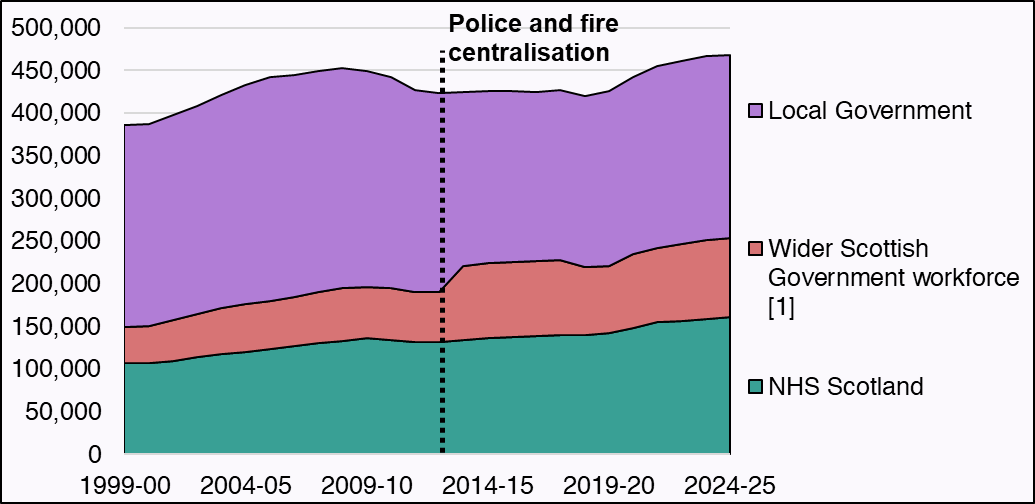 500,000
450,000
400,000
350,000
300,000
250,000
200,000
150,000
100,000
50,000
0
Police and fire
centralisation
Local Government
Wider Scottish
Government workforce
[1]
NHS Scotland
1999-00 2004-05 2009-10 2014-15 2019-20 2024-25